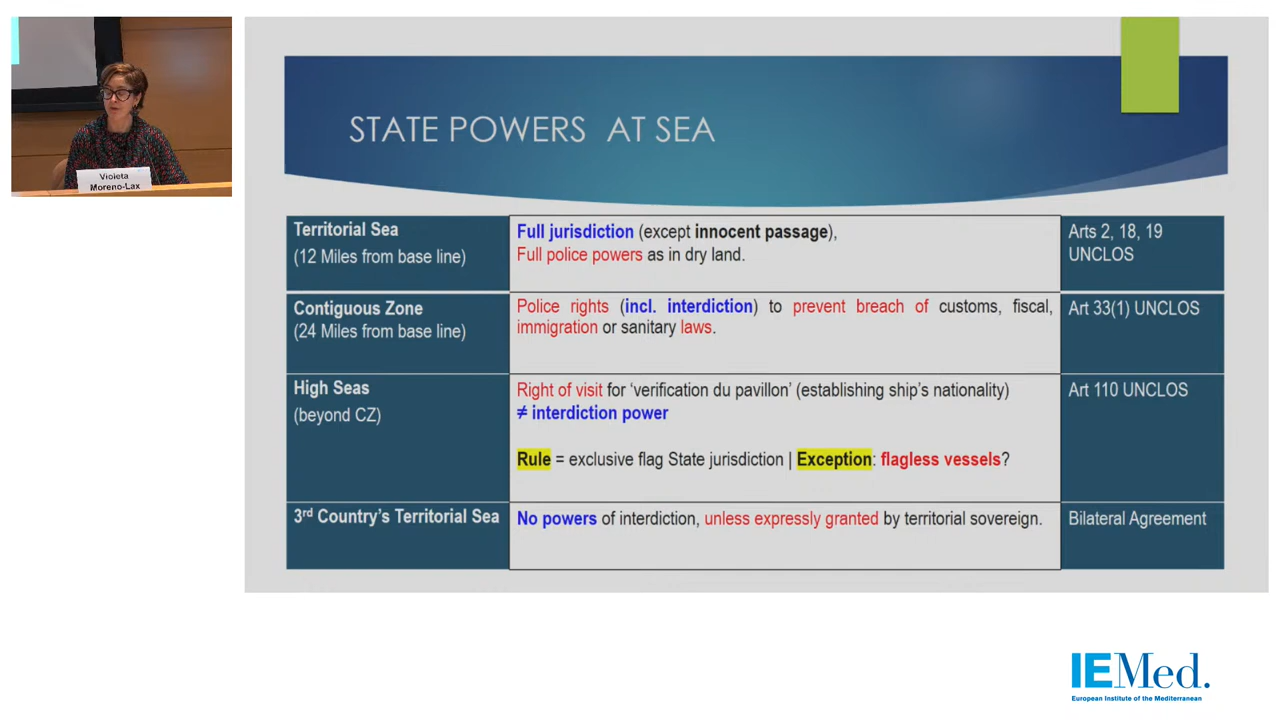 Violeta
Moreno-Lax
STATE POWERS AT SEA
Territorial Sea
(12 Miles from base line)
Full jurisdiction (except innocent passage),
Full police powers as in dry land.
Arts 2, 18, 19
UNCLOS
Contiguous Zone
(24 Miles from base line)
Police rights (incl. interdiction) to prevent breach of customs, fiscal,
immigration or sanitary laws.
Art 33(1) UNCLOS
High Seas
(beyond CZ)
Right of visit for ‘verification du pavillon’ (establishing ship's nationality)
≠ interdiction power
Rule = exclusive flag State jurisdiction | Exception: flagless vessels?
Art 110 UNCLOS
3rd Country's Territorial Sea
No powers of interdiction, unless expressly granted by territorial sovereign.
Bilateral Agreement
IEMed.
European Institute of the Mediterranean